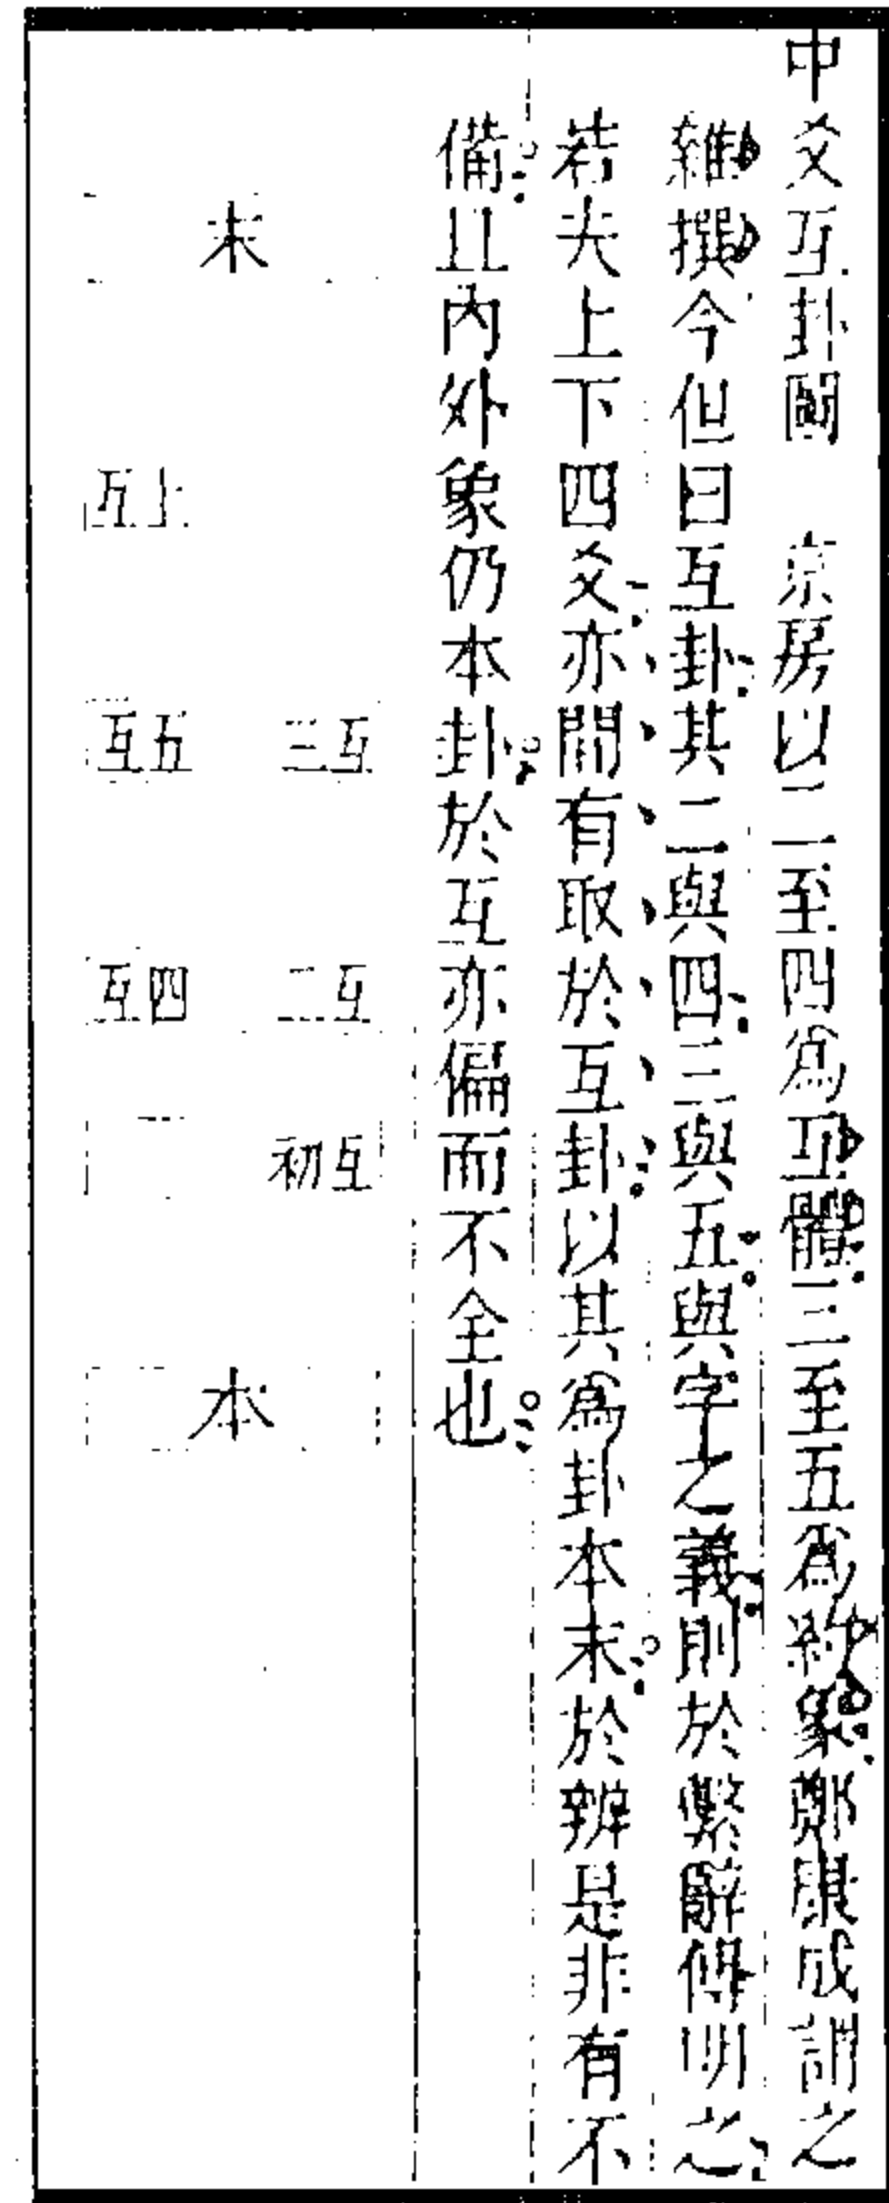 中爻互卦圖　京房以二至四爲互體三至五爲約象鄭康成謂之
雜撰今但曰互卦其二與四三與五與字之義則於繫辭傳明之
若夫上下四爻亦間有取於互卦以其爲卦本末於辨是非有不
備且內外象仍本卦於互亦偏而不全也
末
互上
互五　三互
互四　二互
初互
本